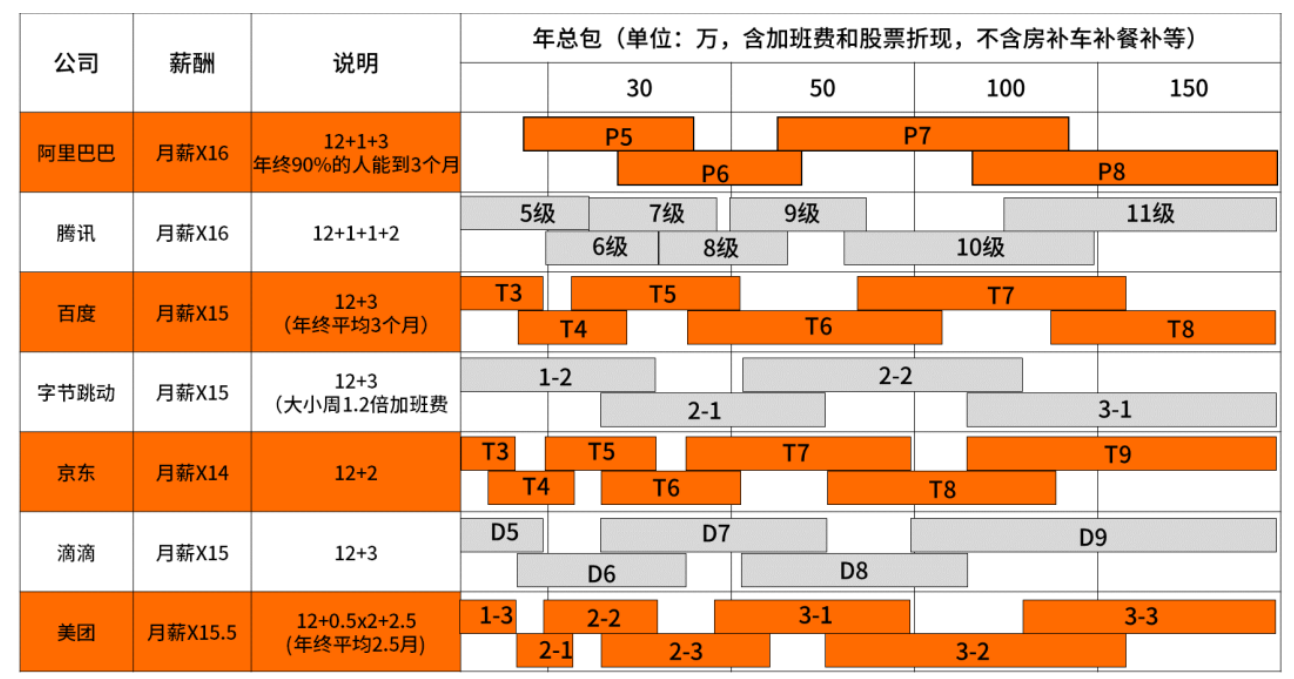 公司 薪酬 说明 年总包（单位：万，含加班费和股票折现，不含房补车补餐补等）
30 50 100 150
阿里巴巴 月薪X16 12+1+3
年终90%的人能到3个月
P5 P7
P6 P8
腾讯 月薪X16 12+1+1+2
5级 7级 9级 11级
6级 8级 10级
百度 月薪X15 12+3
（年终平均3个月）
T3 T5 T7
T4 T6 T8
字节跳动 月薪X15 12+3
（大小周1.2倍加班费
1-2 2-2
2-1 3-1
京东 月薪X14 12+2
T3 T5 T7 T9
T4 T6 T8
滴滴 月薪X15 12+3
D5 D7 D9
D6 D8
美团 月薪X15.5 12+0.5x2+2.5
(年终平均2.5月)
1-3 2-2 3-1 3-3
2-1 2-3 3-2